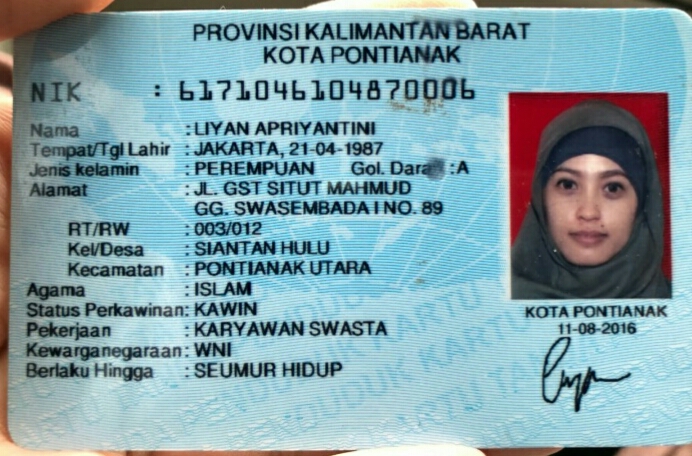 PROVINSI KALIMANTAN BARAT
KOTA PONTIANAK
NIK : 6171046104870006
Nama : LIYAN APRIYANTINI
Tempat/Tgl Lahir : JAKARTA, 21-04-1987
Jenis kelamin : PEREMPUAN Gol. Darah : A
Alamat : JL. GST SITUT MAHMUD
GG. SWASEMBADA I NO. 89
RT/RW : 003/012
Kel/Desa : SIANTAN HULU
Kecamatan : PONTIANAK UTARA
Agama : ISLAM
Status Perkawinan: KAWIN
Pekerjaan : KARYAWAN SWASTA
Kewarganegaraan: WNI
Berlaku Hingga : SEUMUR HIDUP
KOTA PONTIANAK
11-08-2016